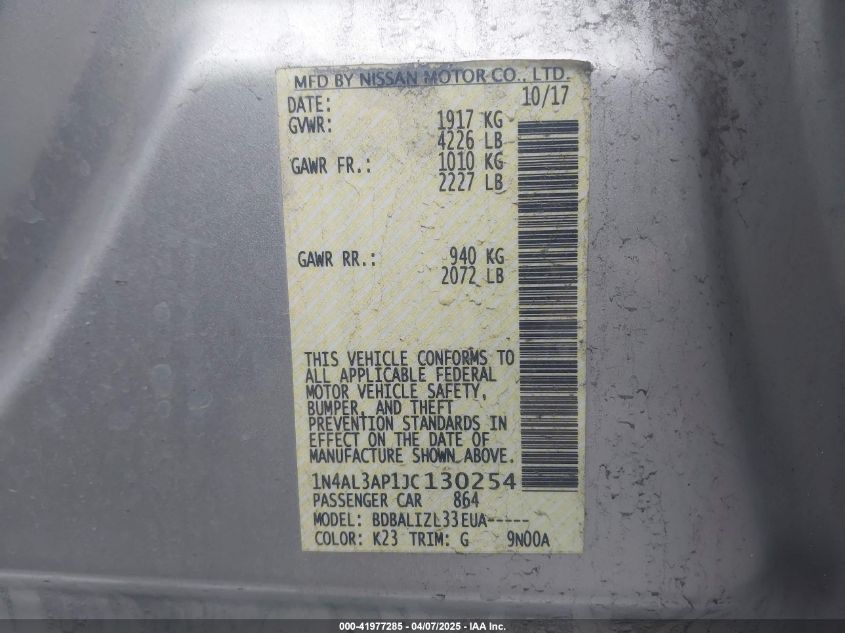 MFD BY NISSAN MOTOR CO., LTD.
DATE: 10/17
GVWR: 1917 KG
4226 LB
GAWR FR.: 1010 KG
2227 LB
GAWR RR.: 940 KG
2072 LB
THIS VEHICLE CONFORMS TO
ALL APPLICABLE FEDERAL
MOTOR VEHICLE SAFETY,
BUMPER, AND THEFT
PREVENTION STANDARDS IN
EFFECT ON THE DATE OF
MANUFACTURE SHOWN ABOVE.
1N4AL3AP1JC130254
PASSENGER CAR 864
MODEL: BDBALIZL33EUA-----
COLOR: K23 TRIM: G 9N00A
000-41977285 - 04/07/2025 - IAA Inc.